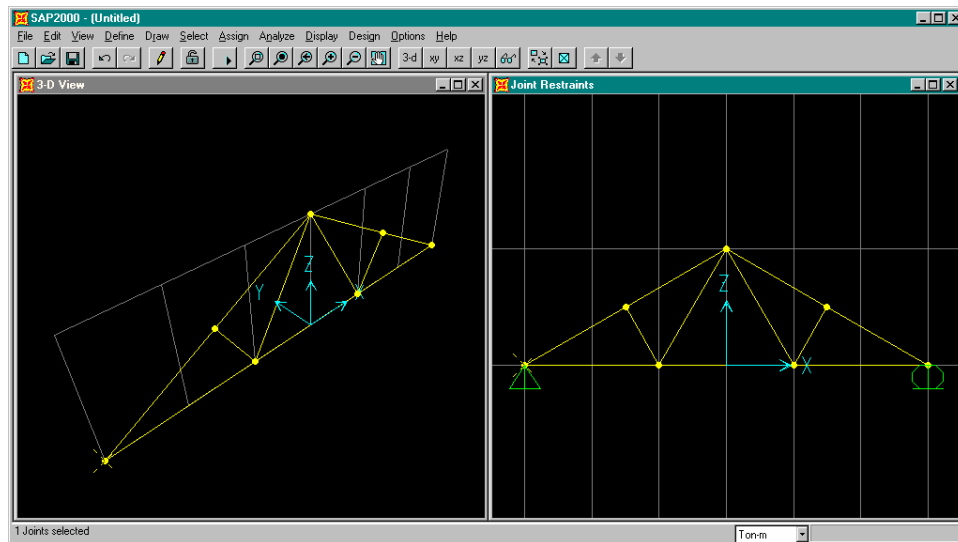 SAP2000 - (Untitled)
File Edit View Define Draw Select Assign Analyze Display Design Options Help
3-d xy xz yz
3-D View
Joint Restraints
Z
Y
X
Z
X
1 Joints selected
Ton-m